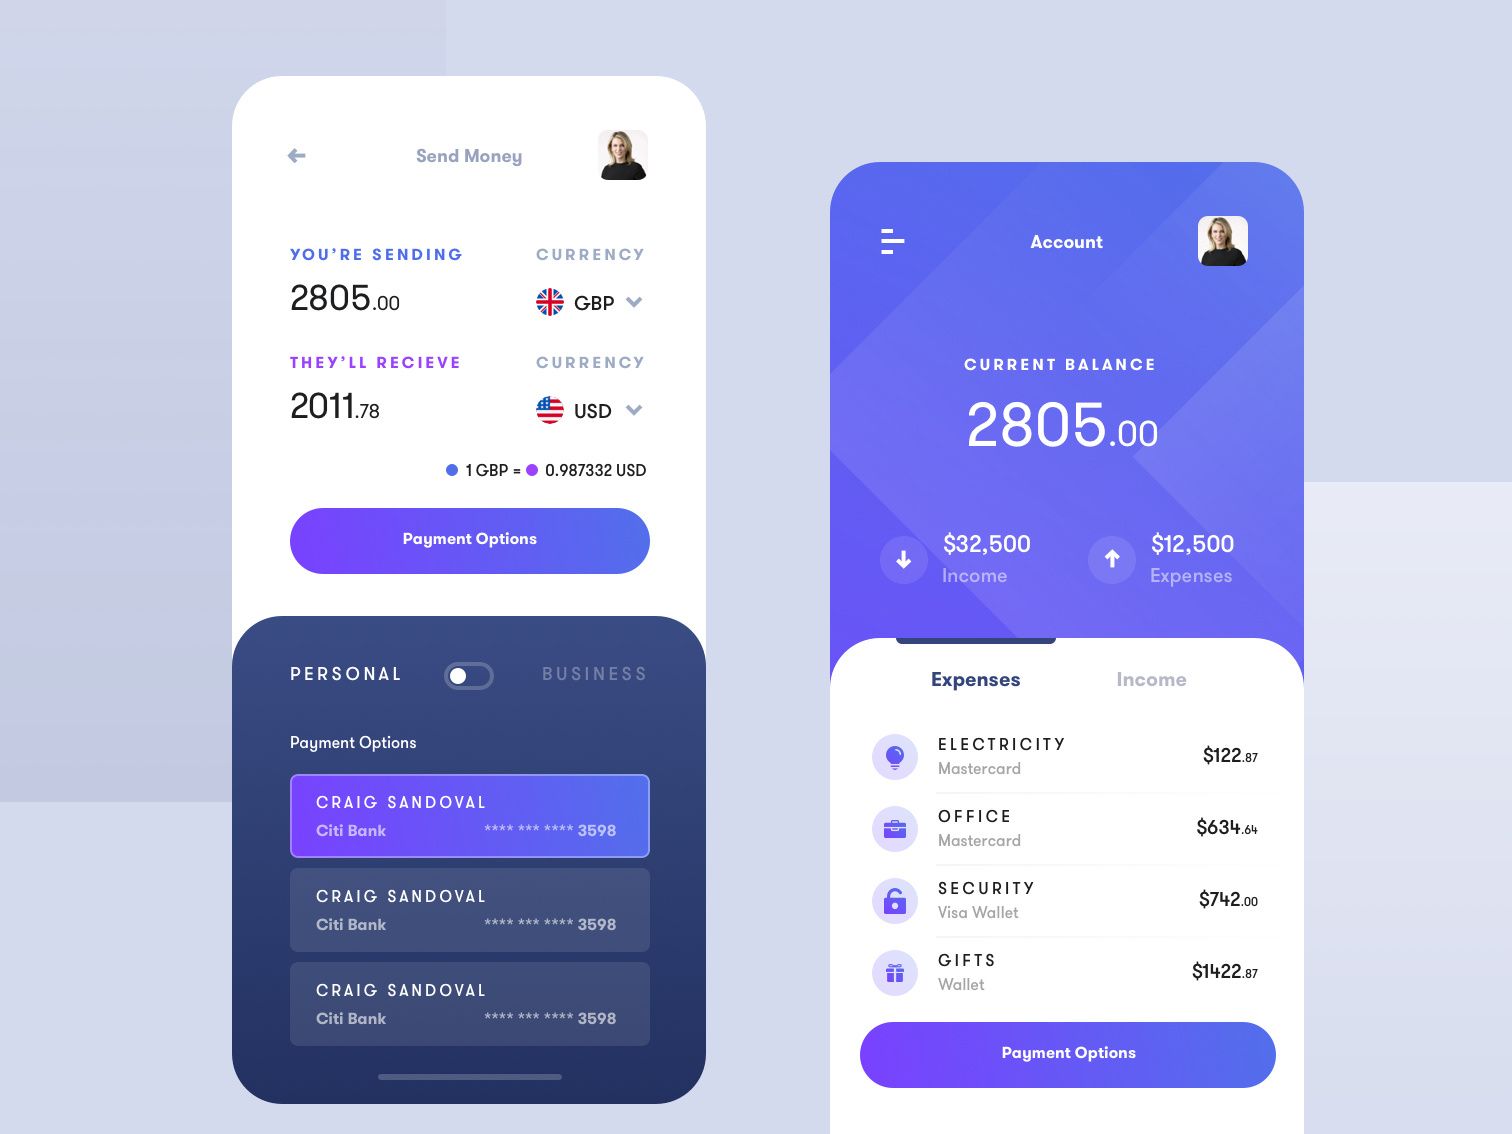 Send Money
YOU'RE SENDING CURRENCY
2805.00 GBP
THEY'LL RECIEVE CURRENCY
2011.78 USD
1 GBP = 0.987332 USD
Payment Options
PERSONAL BUSINESS
Payment Options
CRAIG SANDOVAL
Citi Bank **** *** **** 3598
CRAIG SANDOVAL
Citi Bank **** *** **** 3598
CRAIG SANDOVAL
Citi Bank **** *** **** 3598
Account
CURRENT BALANCE
2805.00
$32,500 $12,500
Income Expenses
Expenses Income
ELECTRICITY
Mastercard $122.87
OFFICE
Mastercard $634.64
SECURITY
Visa Wallet $742.00
GIFTS
Wallet $1422.87
Payment Options